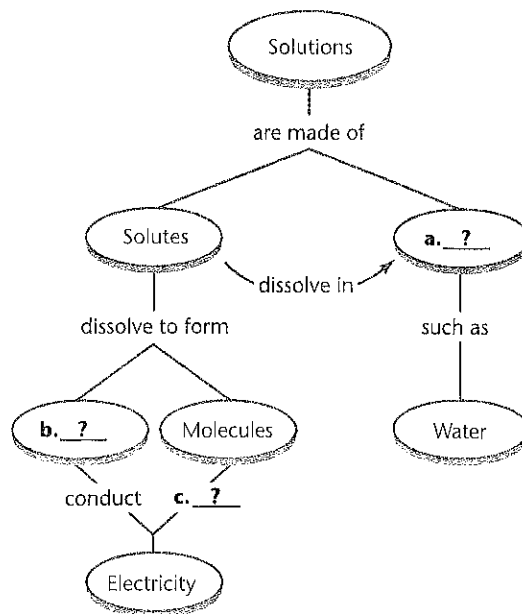 Solutions
are made of
Solutes
a. ?
dissolve in
dissolve to form
such as
b. ?
Molecules
Water
conduct
c. ?
Electricity